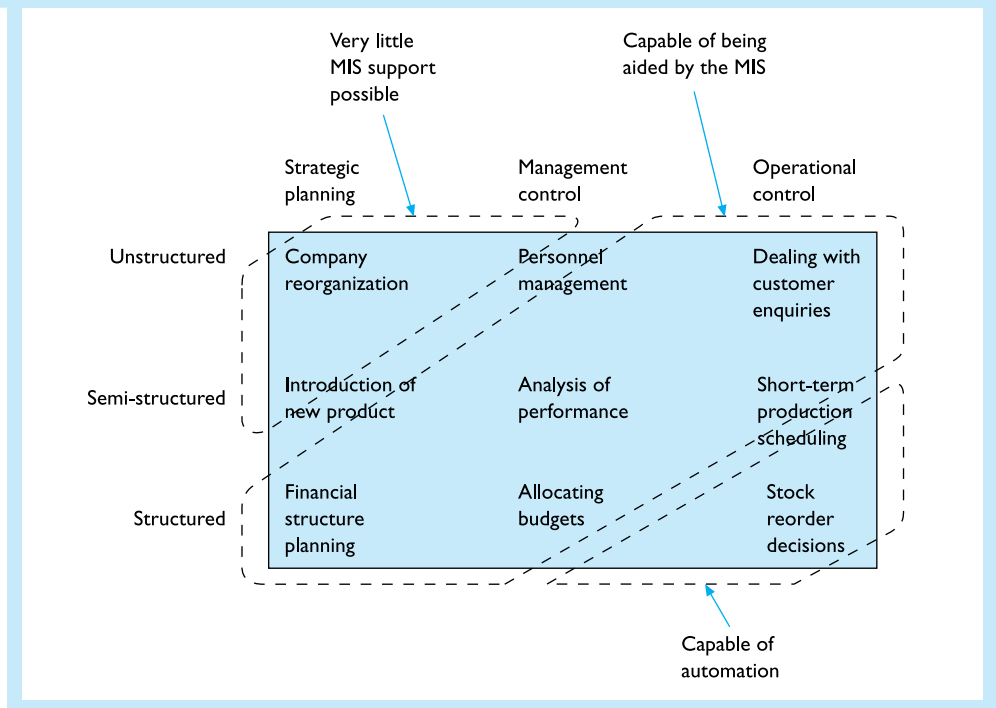 Very little
MIS support
possible
Capable of being
aided by the MIS
Strategic
planning
Management
control
Operational
control
Unstructured
Company
reorganization
Personnel
management
Dealing with
customer
enquiries
Semi-structured
Introduction of
new product
Analysis of
performance
Short-term
production
scheduling
Structured
Financial
structure
planning
Allocating
budgets
Stock
reorder
decisions
Capable of
automation